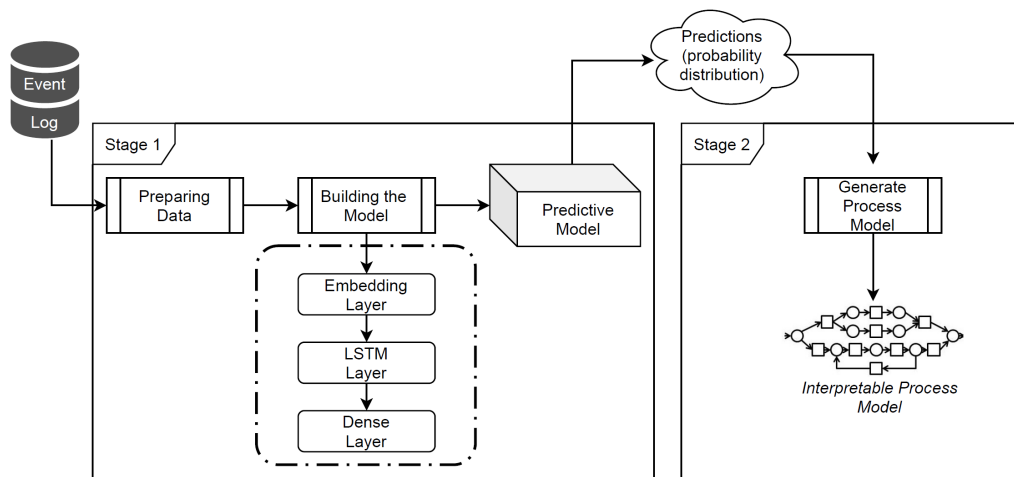 Event
Log
Predictions
(probability
distribution)
Stage 1
Preparing
Data
Building the
Model
Predictive
Model
Embedding
Layer
LSTM
Layer
Dense
Layer
Stage 2
Generate
Process
Model
Interpretable Process
Model